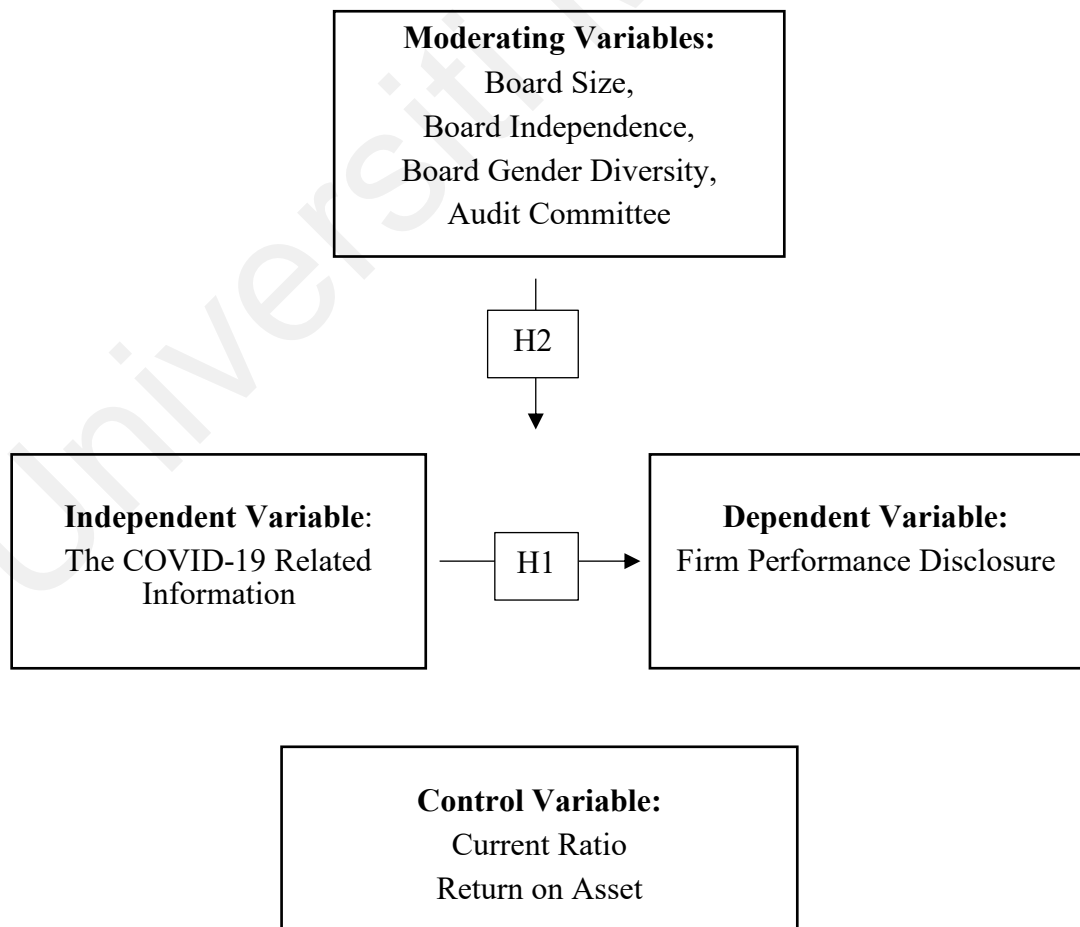 Moderating Variables:
Board Size,
Board Independence,
Board Gender Diversity,
Audit Committee
H2
Independent Variable:
The COVID-19 Related
Information
H1
Dependent Variable:
Firm Performance Disclosure
Control Variable:
Current Ratio
Return on Asset
Universiti